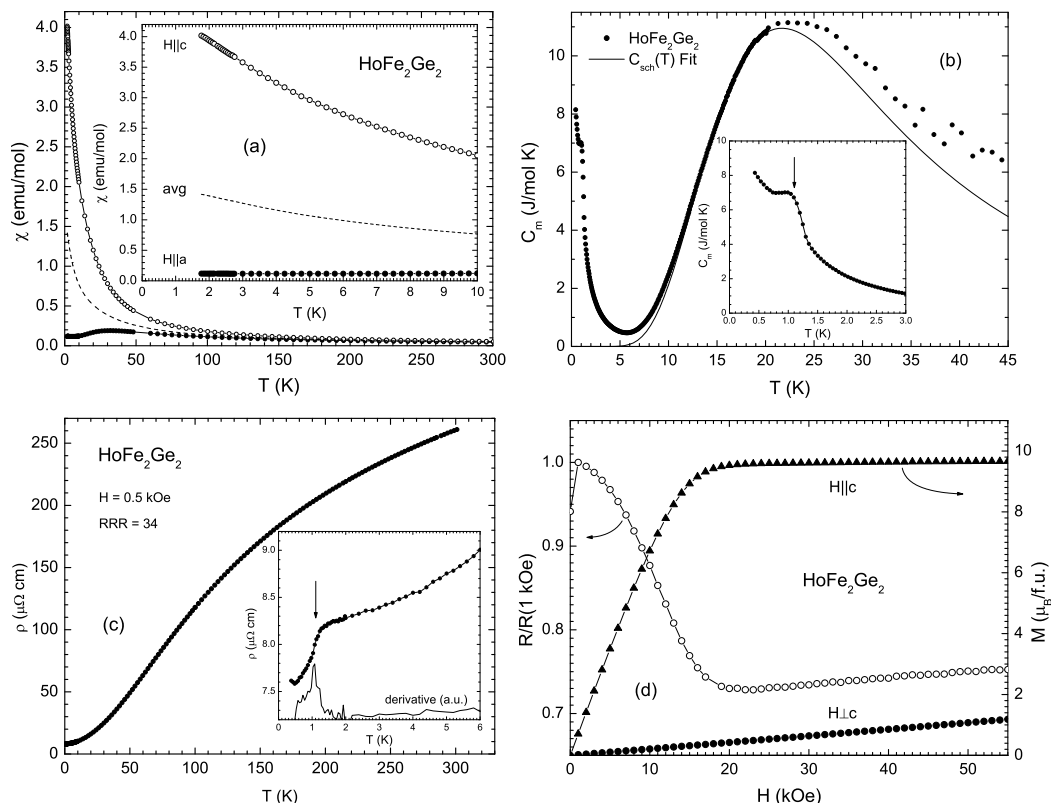 4.0
3.5
3.0
2.5
2.0
1.5
1.0
0.5
0.0
χ (emu/mol)
0 50 100 150 200 250 300
T (K)
4.0
3.5
3.0
2.5
2.0
1.5
1.0
0.5
0.0
χ (emu/mol)
H||c
HoFe₂Ge₂
(a)
avg
H||a
0 1 2 3 4 5 6 7 8 9 10
T (K)
10
5
0
C_m (J/mol K)
HoFe₂Ge₂
C_sch(T) Fit
(b)
0 5 10 15 20 25 30 35 40 45
T (K)
10
8
6
4
2
0
C_m (J/mol K)
0.0 0.5 1.0 1.5 2.0 2.5 3.0
T (K)
250
200
150
100
50
0
ρ (μΩ cm)
HoFe₂Ge₂
H = 0.5 kOe
RRR = 34
(c)
0 50 100 150 200 250 300
T (K)
9.0
8.5
8.0
7.5
ρ (μΩ cm)
derivative (a.u.)
0 1 2 3 4 5 6
T (K)
1.0
0.9
0.8
0.7
R/R(1 kOe)
H||c
HoFe₂Ge₂
(d)
H⊥c
10
8
6
4
2
0
M (μ_B/f.u.)
0 10 20 30 40 50
H (kOe)